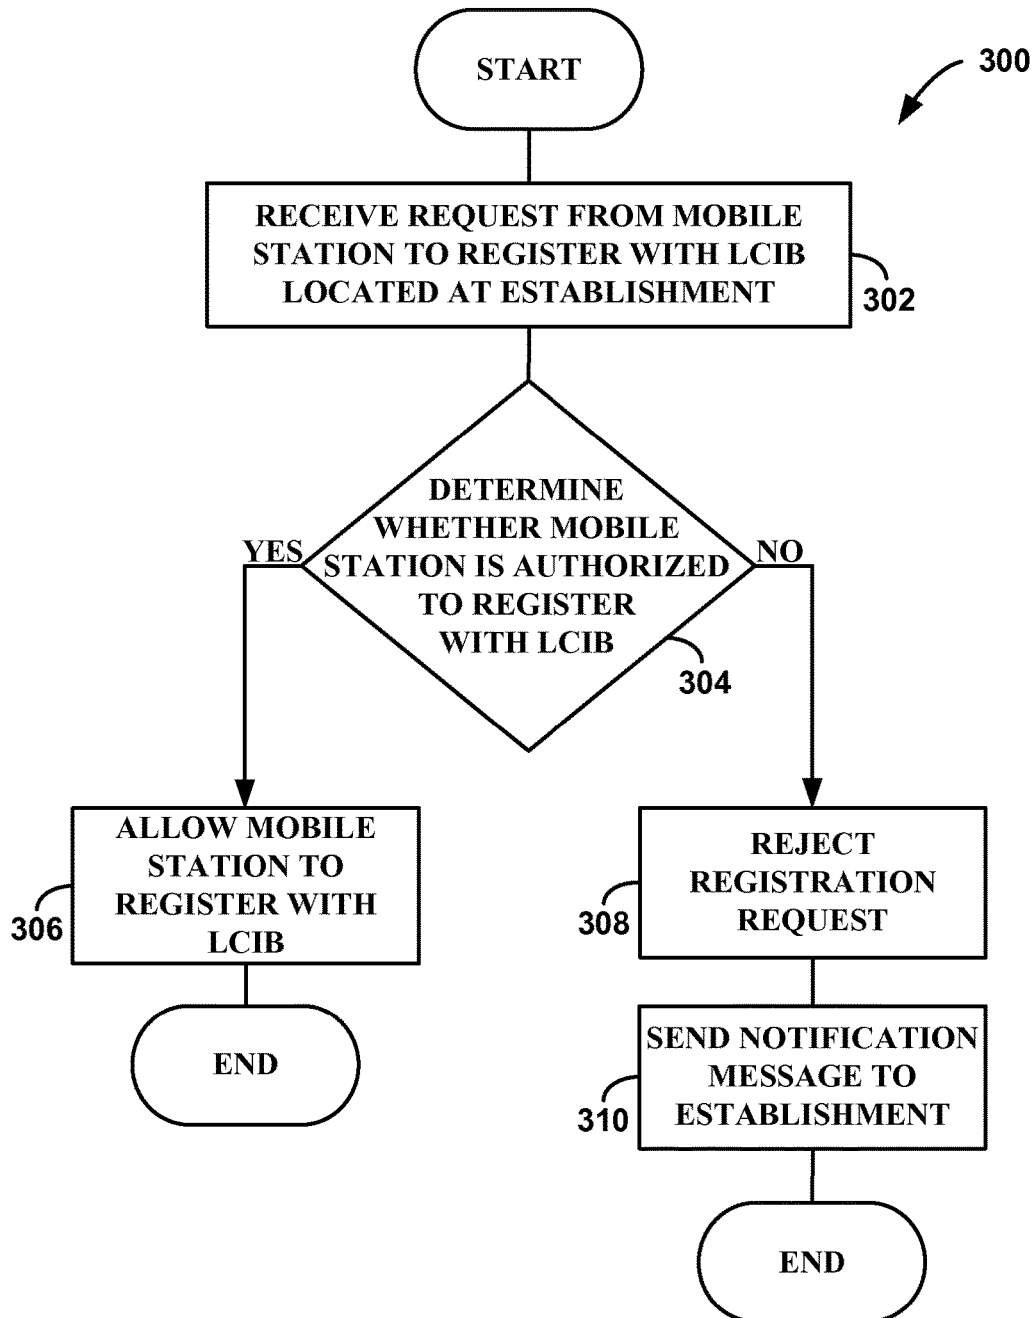 START
300
RECEIVE REQUEST FROM MOBILE
STATION TO REGISTER WITH LCIB
LOCATED AT ESTABLISHMENT
302
DETERMINE
WHETHER MOBILE
STATION IS AUTHORIZED
TO REGISTER
WITH LCIB
YES
NO
304
ALLOW MOBILE
STATION TO
REGISTER WITH
LCIB
306
REJECT
REGISTRATION
REQUEST
308
END
SEND NOTIFICATION
MESSAGE TO
ESTABLISHMENT
310
END